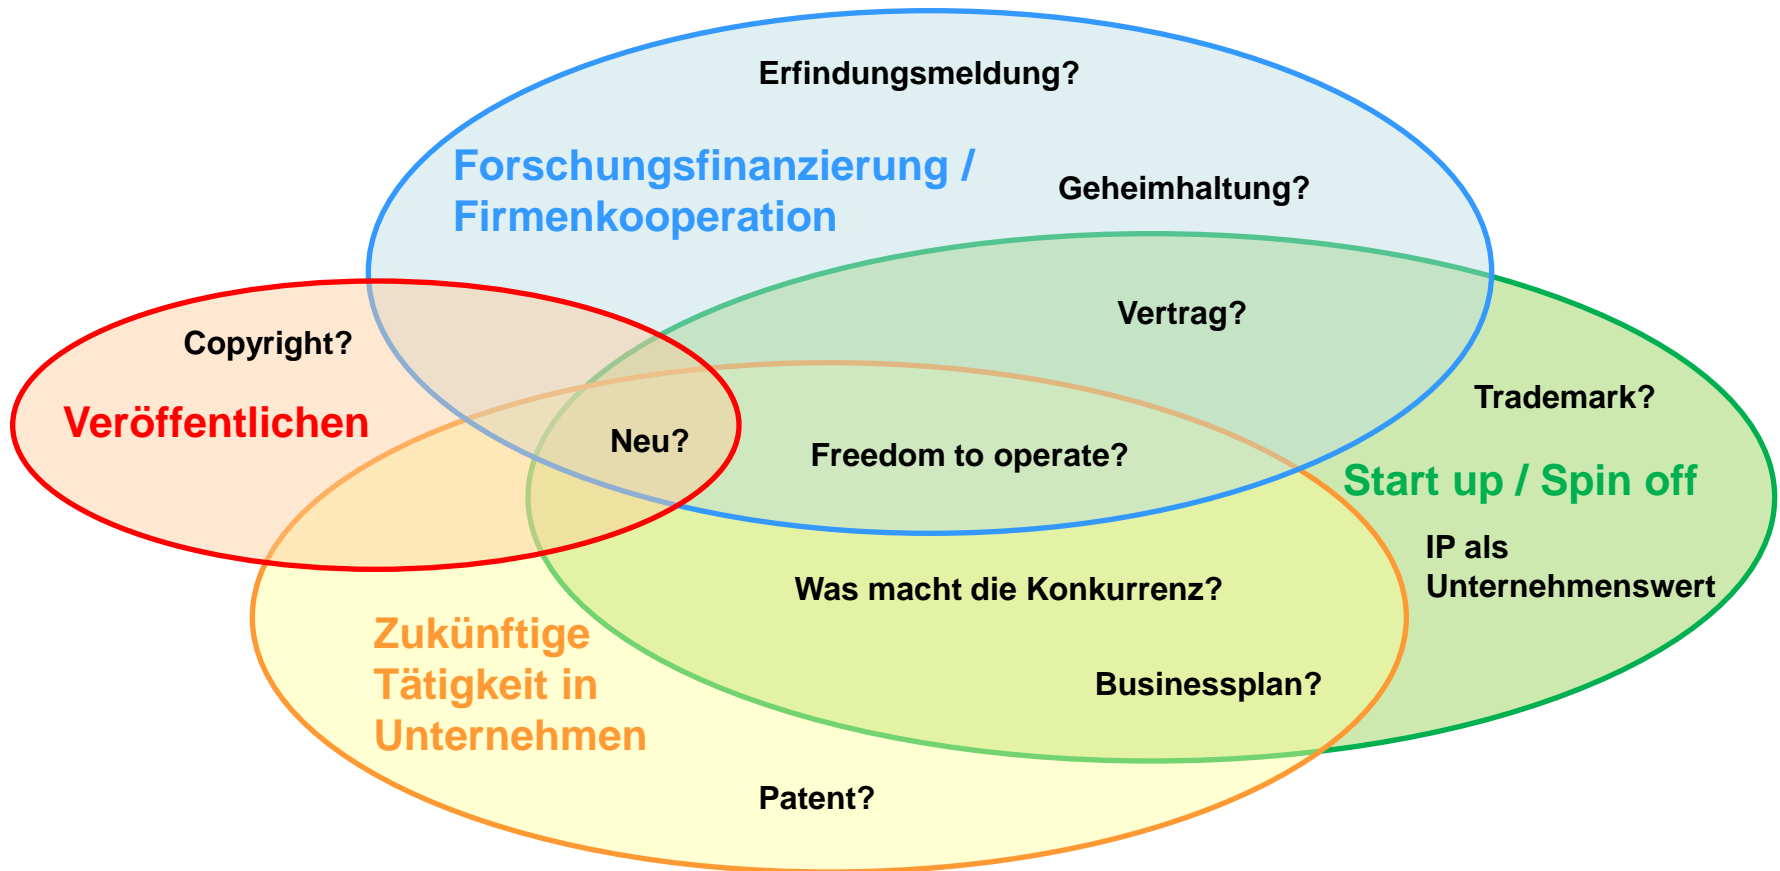 Erfindungsmeldung?
Forschungsfinanzierung /
Firmenkooperation
Geheimhaltung?
Vertrag?
Copyright?
Veröffentlichen
Neu?
Freedom to operate?
Trademark?
Start up / Spin off
IP als
Unternehmenswert
Was macht die Konkurrenz?
Zukünftige
Tätigkeit in
Unternehmen
Businessplan?
Patent?